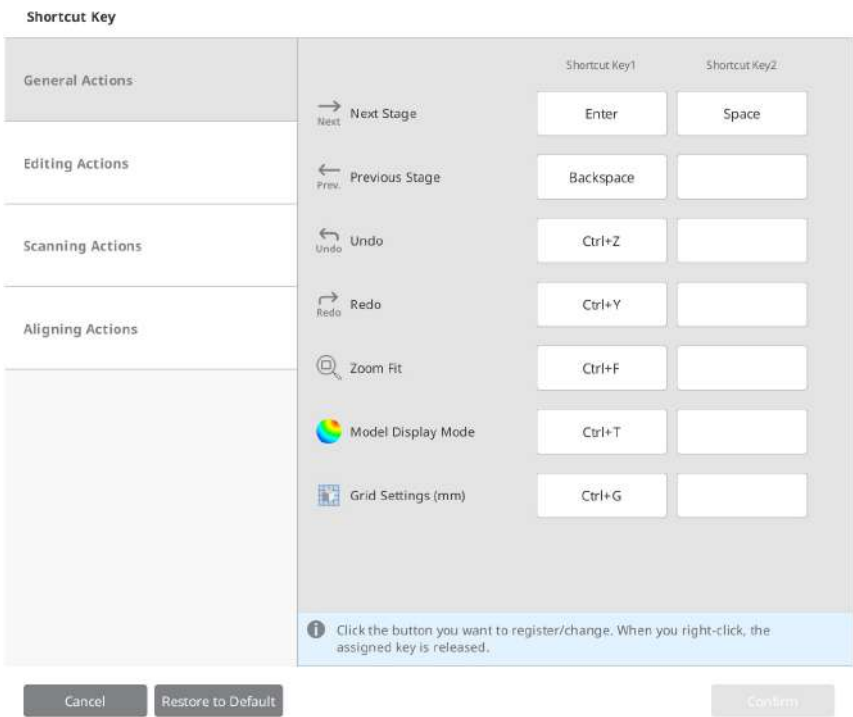 Shortcut Key
General Actions
Editing Actions
Scanning Actions
Aligning Actions
Shortcut Key1 Shortcut Key2
Next Next Stage Enter Space
Prev. Previous Stage Backspace
Undo Undo Ctrl+Z
Redo Redo Ctrl+Y
Zoom Fit Ctrl+F
Model Display Mode Ctrl+T
Grid Settings (mm) Ctrl+G
Click the button you want to register/change. When you right-click, the
assigned key is released.
Cancel Restore to Default Confirm